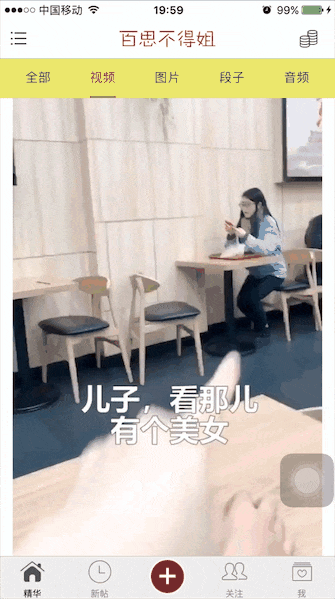 中国移动 19:59 99%
百思不得姐
全部 视频 图片 段子 音频
儿子，看那儿
有个美女
精华 新帖 关注 我